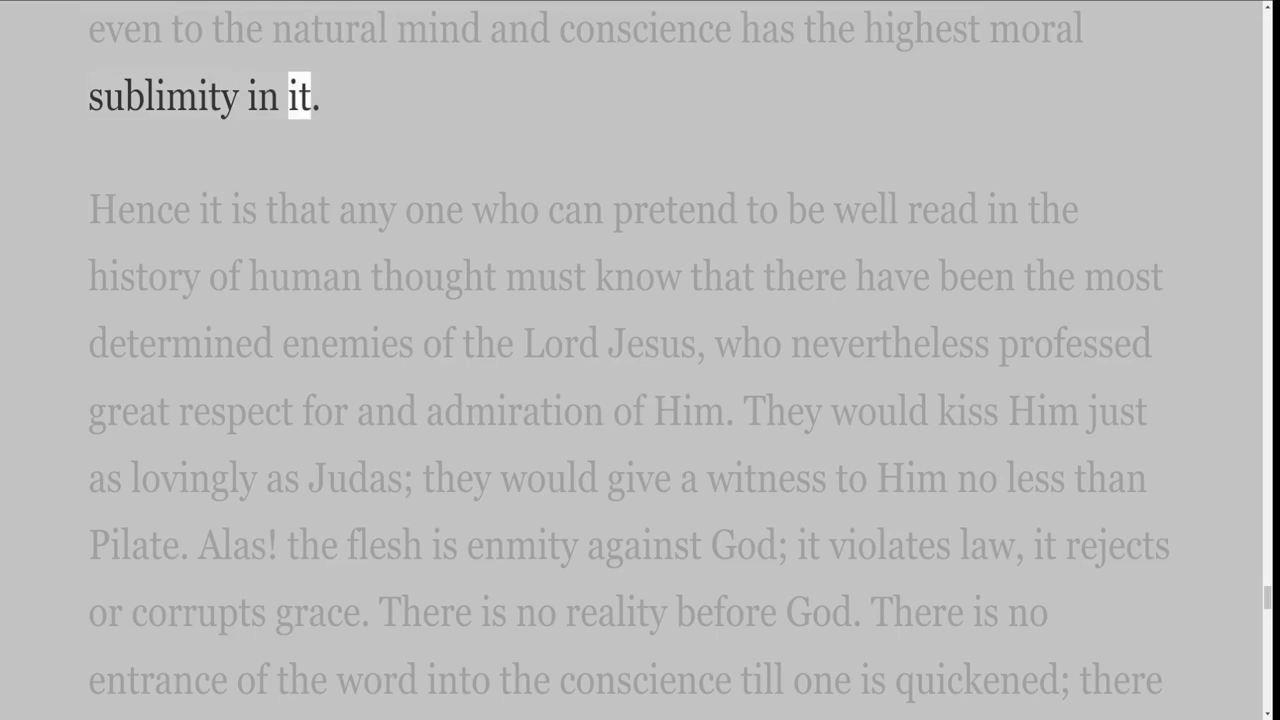 even to the natural mind and conscience has the highest moral
sublimity in it.
Hence it is that any one who can pretend to be well read in the
history of human thought must know that there have been the most
determined enemies of the Lord Jesus, who nevertheless professed
great respect for and admiration of Him. They would kiss Him just
as lovingly as Judas; they would give a witness to Him no less than
Pilate. Alas! the flesh is enmity against God; it violates law, it rejects
or corrupts grace. There is no reality before God. There is no
entrance of the word into the conscience till one is quickened; there